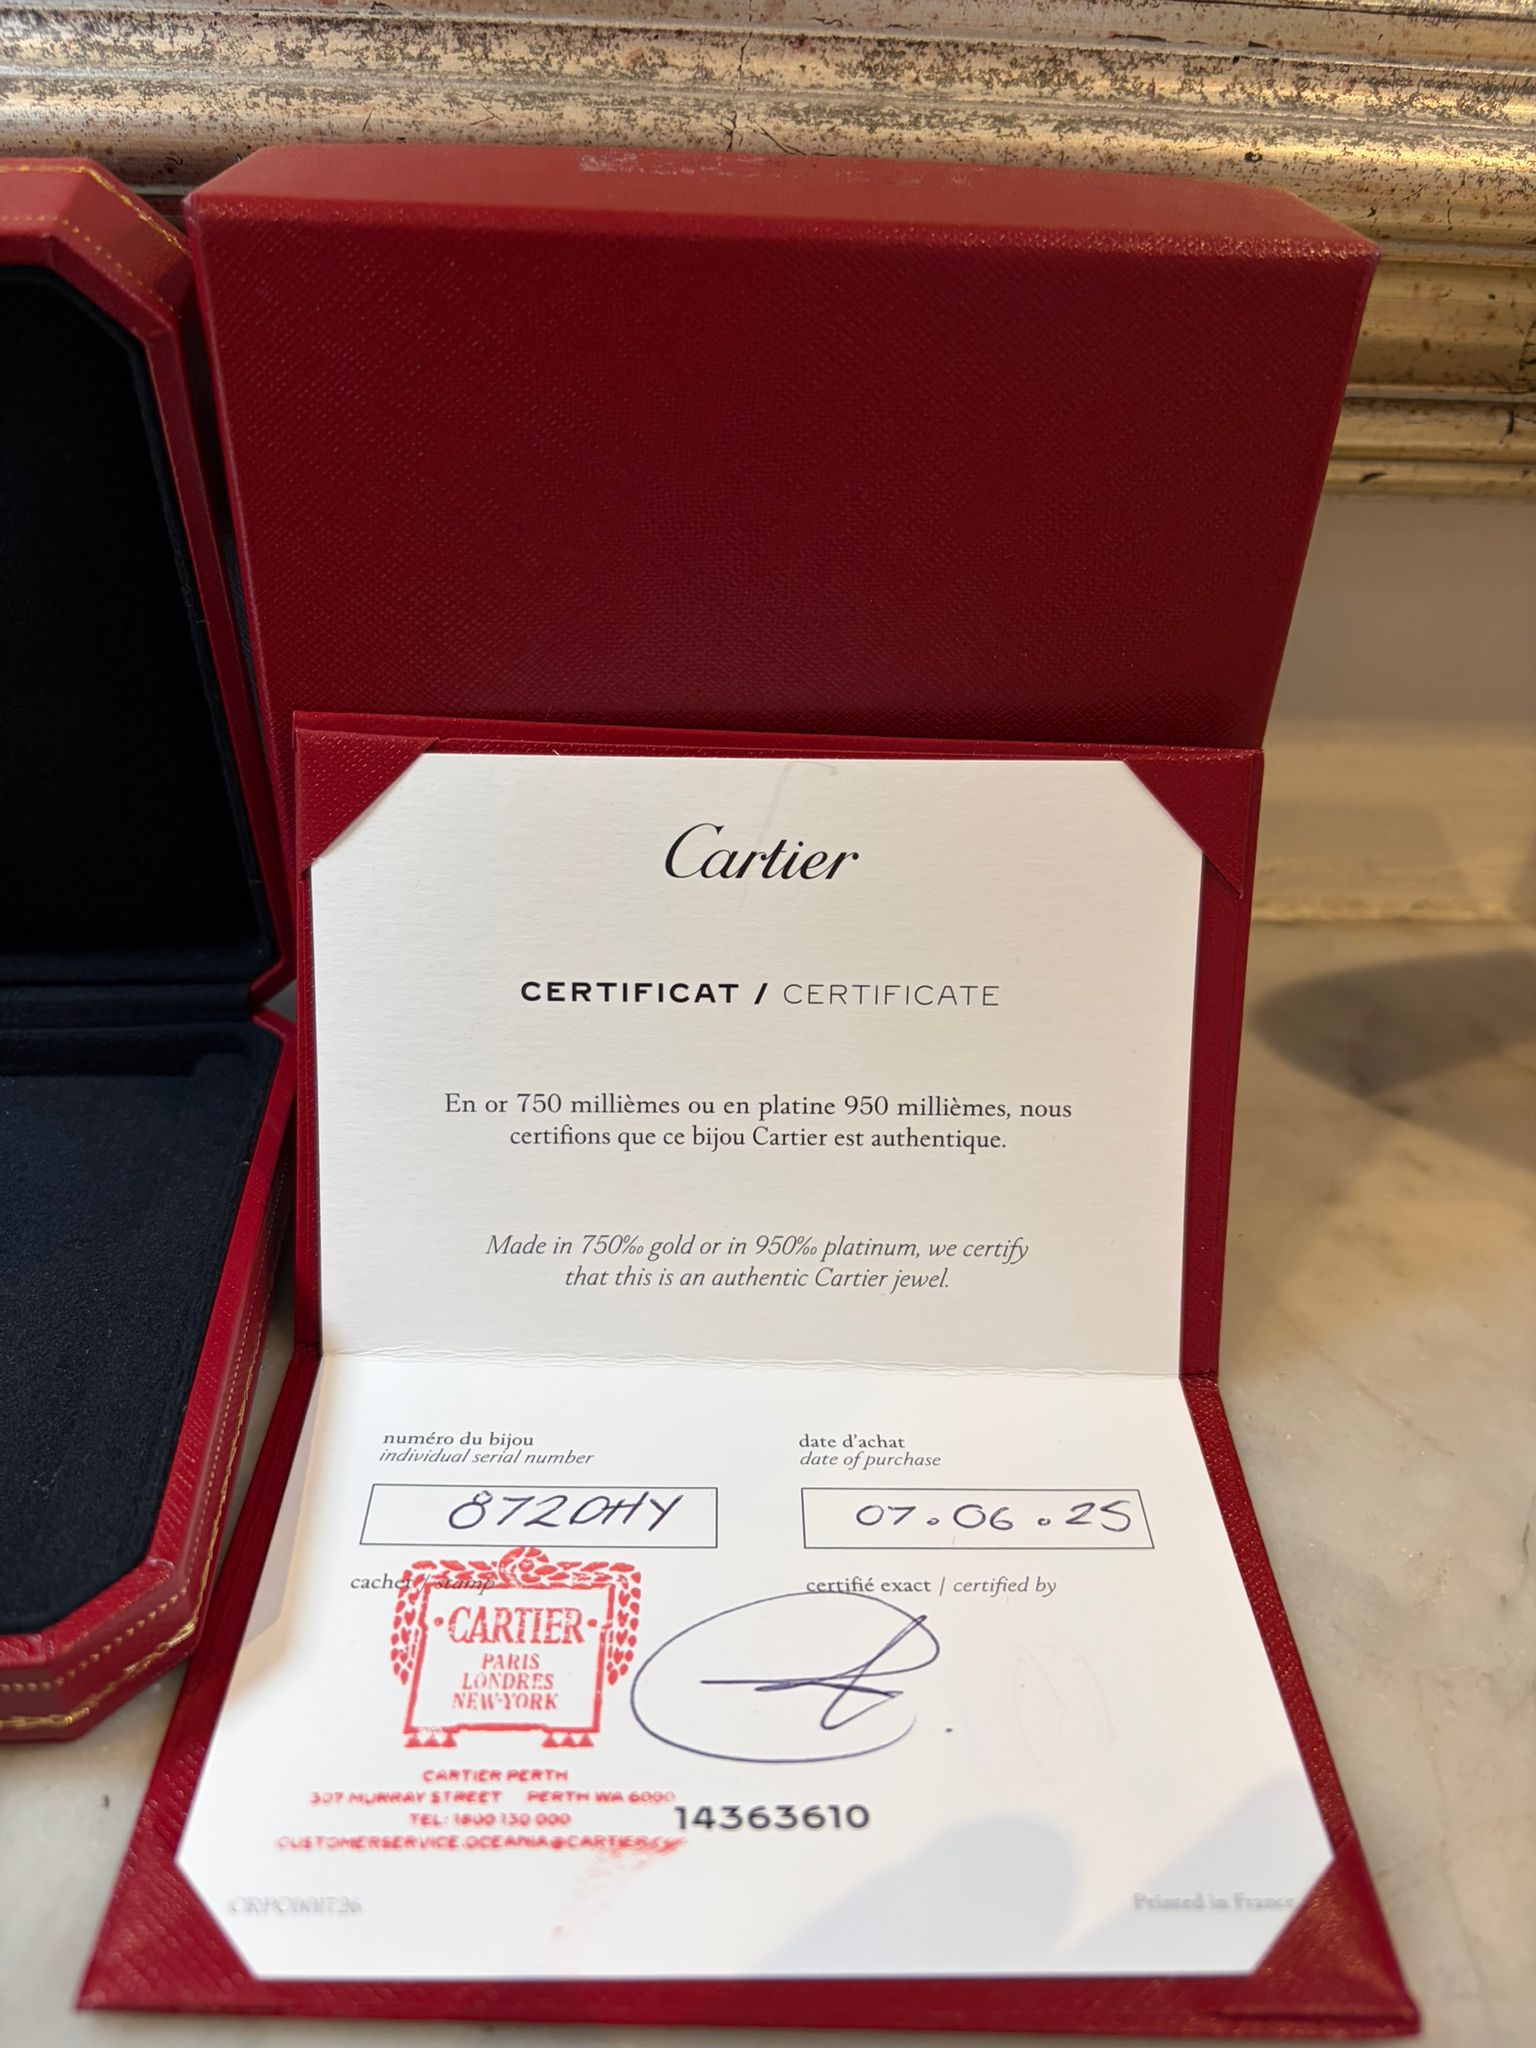 Cartier
CERTIFICAT / CERTIFICATE
En or 750 millièmes ou en platine 950 millièmes, nous
certifions que ce bijou Cartier est authentique.
Made in 750‰ gold or in 950‰ platinum, we certify
that this is an authentic Cartier jewel.
numéro du bijou
individual serial number
8720HY
date d'achat
date of purchase
07.06.25
cachet / stamp
CARTIER
PARIS
LONDRES
NEW-YORK
CARTIER PERTH
307 MURRAY STREET PERTH WA 6000
TEL: 1800 130 000
certifié exact | certified by
14363610
Printed in France